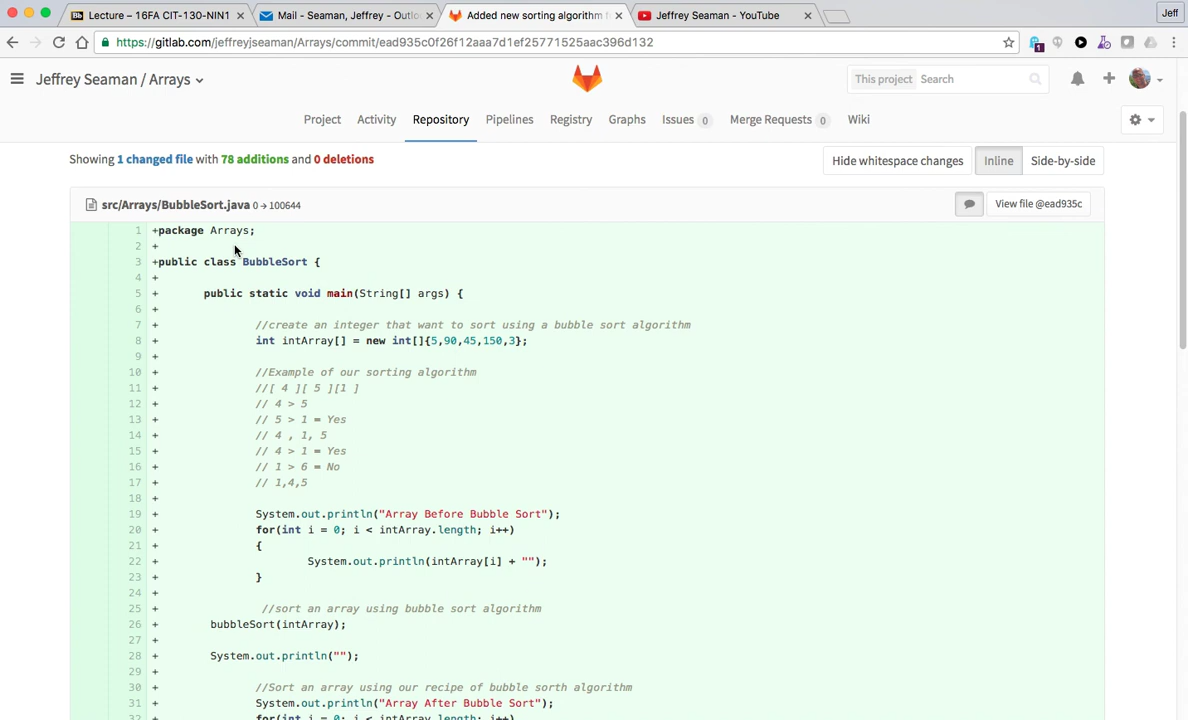 Lecture – 16FA CIT-130-NIN1
Mail - Seaman, Jeffrey - Outlo
Added new sorting algorithm f
Jeffrey Seaman - YouTube
Jeff
https://gitlab.com/jeffreyjseaman/Arrays/commit/ead935c0f26f12aaa7d1ef25771525aac396d132
1
Jeffrey Seaman / Arrays
This project Search
Project Activity Repository Pipelines Registry Graphs Issues 0 Merge Requests 0 Wiki
Showing 1 changed file with 78 additions and 0 deletions
Hide whitespace changes Inline Side-by-side
src/Arrays/BubbleSort.java 0 → 100644
View file @ead935c
1 +package Arrays;
2 +
3 +public class BubbleSort {
4 +
5 + public static void main(String[] args) {
6 +
7 + //create an integer that want to sort using a bubble sort algorithm
8 + int intArray[] = new int[]{5,90,45,150,3};
9 +
10 + //Example of our sorting algorithm
11 + //[ 4 ][ 5 ][1 ]
12 + // 4 > 5
13 + // 5 > 1 = Yes
14 + // 4 , 1, 5
15 + // 4 > 1 = Yes
16 + // 1 > 6 = No
17 + // 1,4,5
18 +
19 + System.out.println("Array Before Bubble Sort");
20 + for(int i = 0; i < intArray.length; i++)
21 + {
22 + System.out.println(intArray[i] + "");
23 + }
24 +
25 + //sort an array using bubble sort algorithm
26 + bubbleSort(intArray);
27 +
28 + System.out.println("");
29 +
30 + //Sort an array using our recipe of bubble sorth algorithm
31 + System.out.println("Array After Bubble Sort");
32 + for(int i = 0; i < intArray.length; i++)